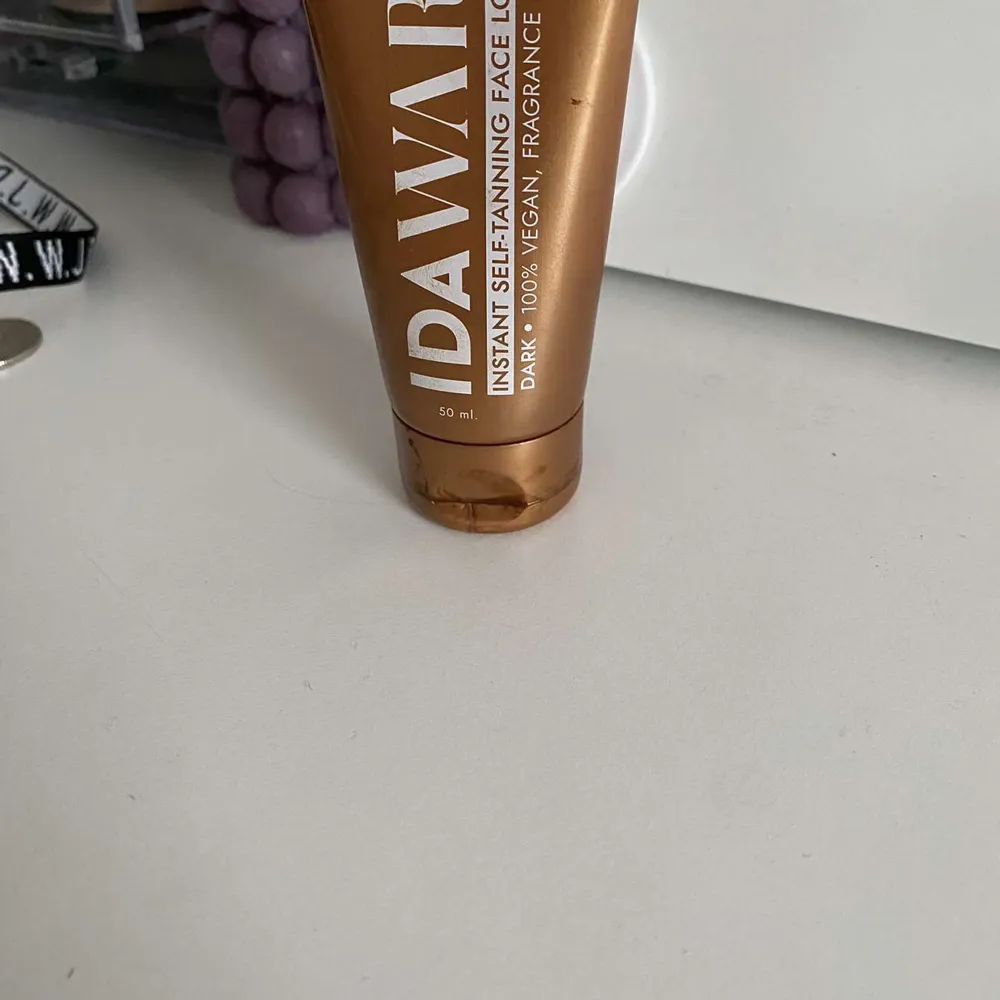 IDAWAR
INSTANT SELF-TANNING FACE LO
DARK • 100% VEGAN, FRAGRANCE
50 ml.
N.W.J